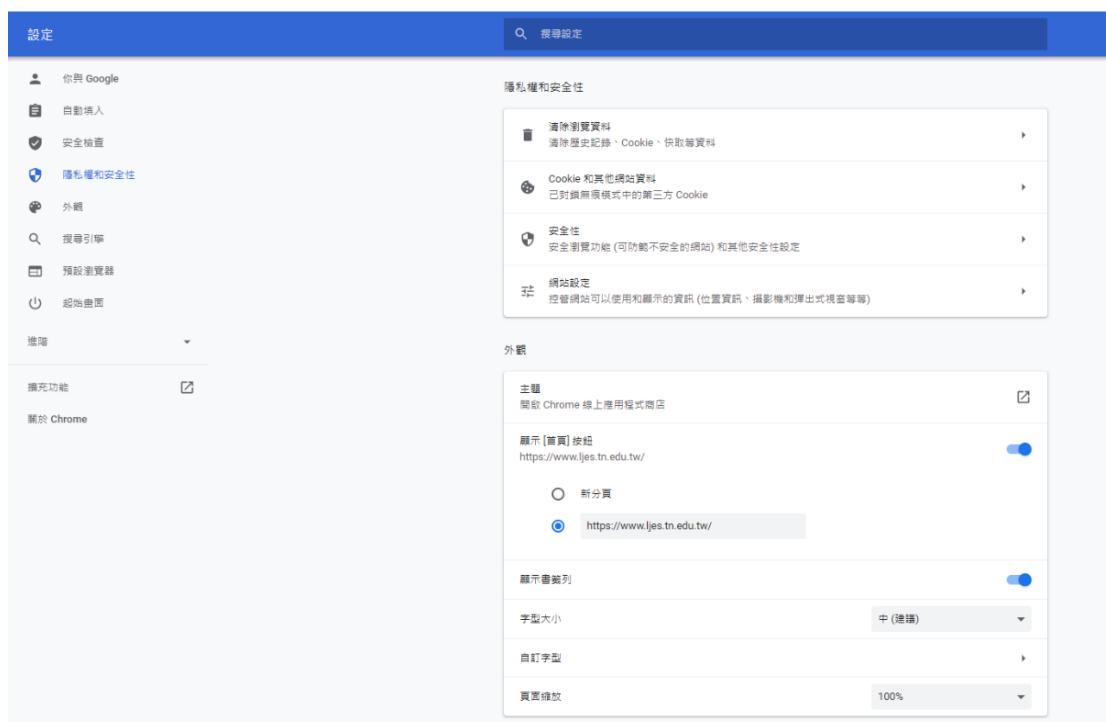 設定
搜尋設定
你與 Google
自動填入
安全檢查
隱私權和安全性
外觀
搜尋引擎
預設瀏覽器
起始畫面
進階
擴充功能
關於 Chrome
隱私權和安全性
清除瀏覽資料
清除歷史記錄、Cookie、快取等資料
Cookie 和其他網站資料
已封鎖無痕模式中的第三方 Cookie
安全性
安全瀏覽功能 (可防範不安全的網站) 和其他安全性設定
網站設定
控管網站可以使用和顯示的資訊 (位置資訊、攝影機和彈出式視窗等等)
外觀
主題
開啟 Chrome 線上應用程式商店
顯示 [首頁] 按鈕
https://www.ljes.tn.edu.tw/
新分頁
https://www.ljes.tn.edu.tw/
顯示書籤列
字型大小
中 (建議)
自訂字型
頁面縮放
100%